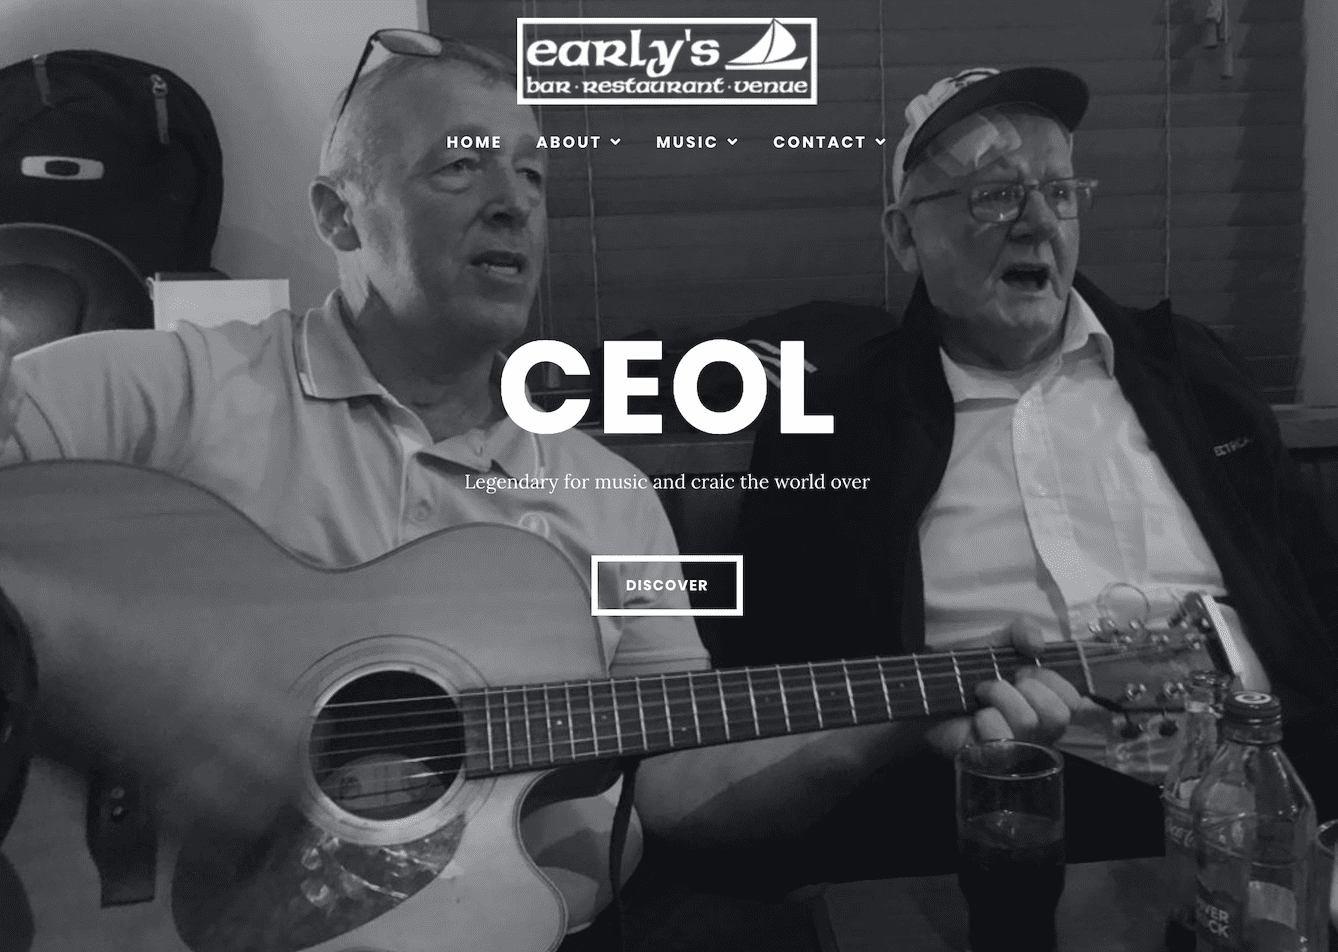 early's
bar · restaurant · venue
HOME ABOUT MUSIC CONTACT
CEOL
Legendary for music and craic the world over
DISCOVER